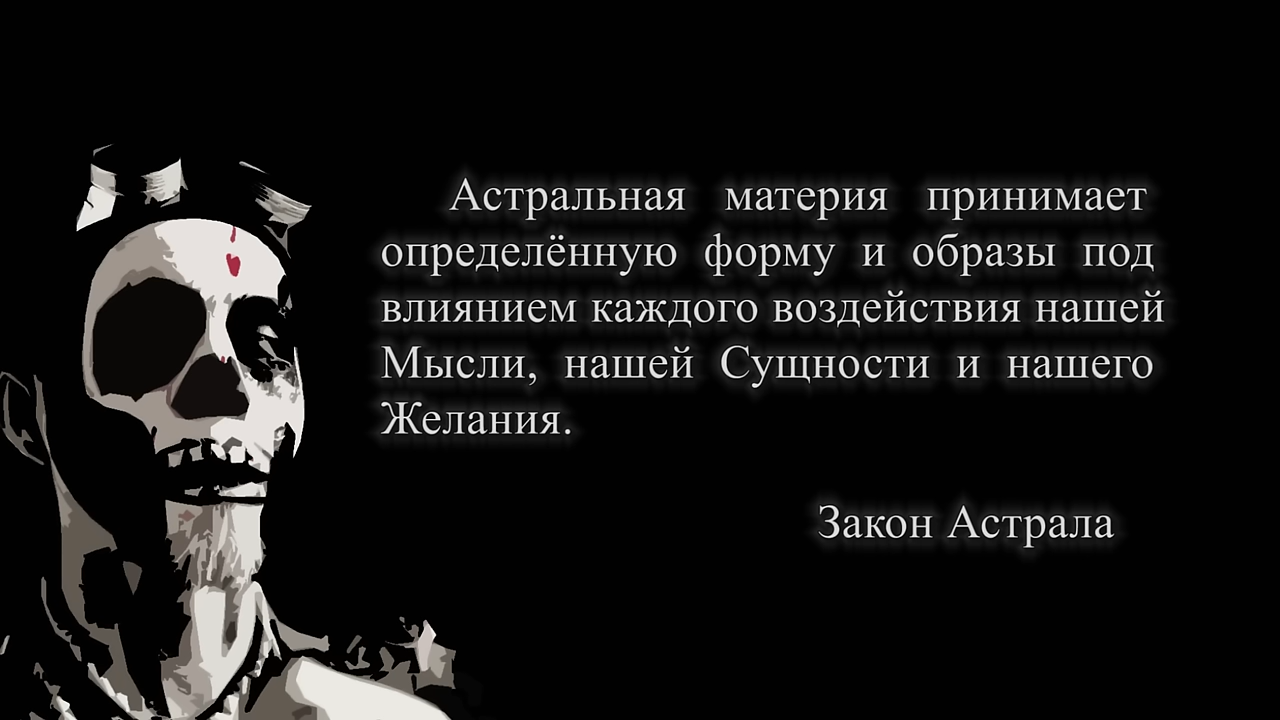 Астральная материя принимает
определённую форму и образы под
влиянием каждого воздействия нашей
Мысли, нашей Сущности и нашего
Желания.
Закон Астрала